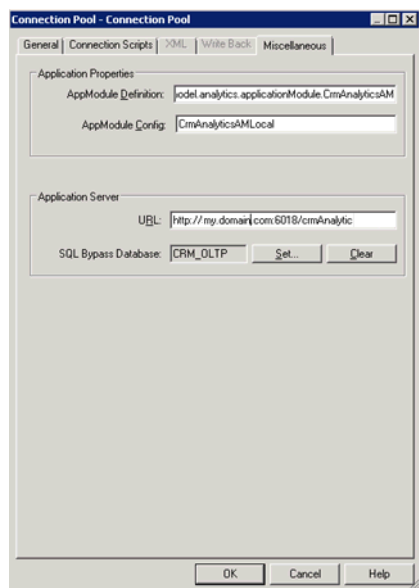 Connection Pool - Connection Pool
General Connection Scripts XML Write Back Miscellaneous
Application Properties
AppModule Definition: odel.analytics.applicationModule.CrmAnalyticsAM
AppModule Config: CrmAnalyticsAMLocal
Application Server
URL: http://my.domain.com:6018/crmAnalytic
SQL Bypass Database: CRM_OLTP Set... Clear
OK Cancel Help